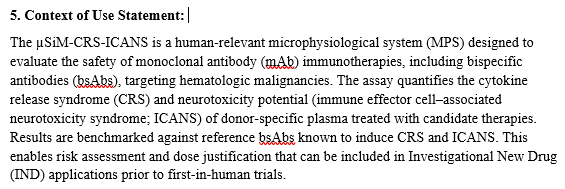 5. Context of Use Statement:
The µSiM-CRS-ICANS is a human-relevant microphysiological system (MPS) designed to
evaluate the safety of monoclonal antibody (mAb) immunotherapies, including bispecific
antibodies (bsAbs), targeting hematologic malignancies. The assay quantifies the cytokine
release syndrome (CRS) and neurotoxicity potential (immune effector cell–associated
neurotoxicity syndrome; ICANS) of donor-specific plasma treated with candidate therapies.
Results are benchmarked against reference bsAbs known to induce CRS and ICANS. This
enables risk assessment and dose justification that can be included in Investigational New Drug
(IND) applications prior to first-in-human trials.